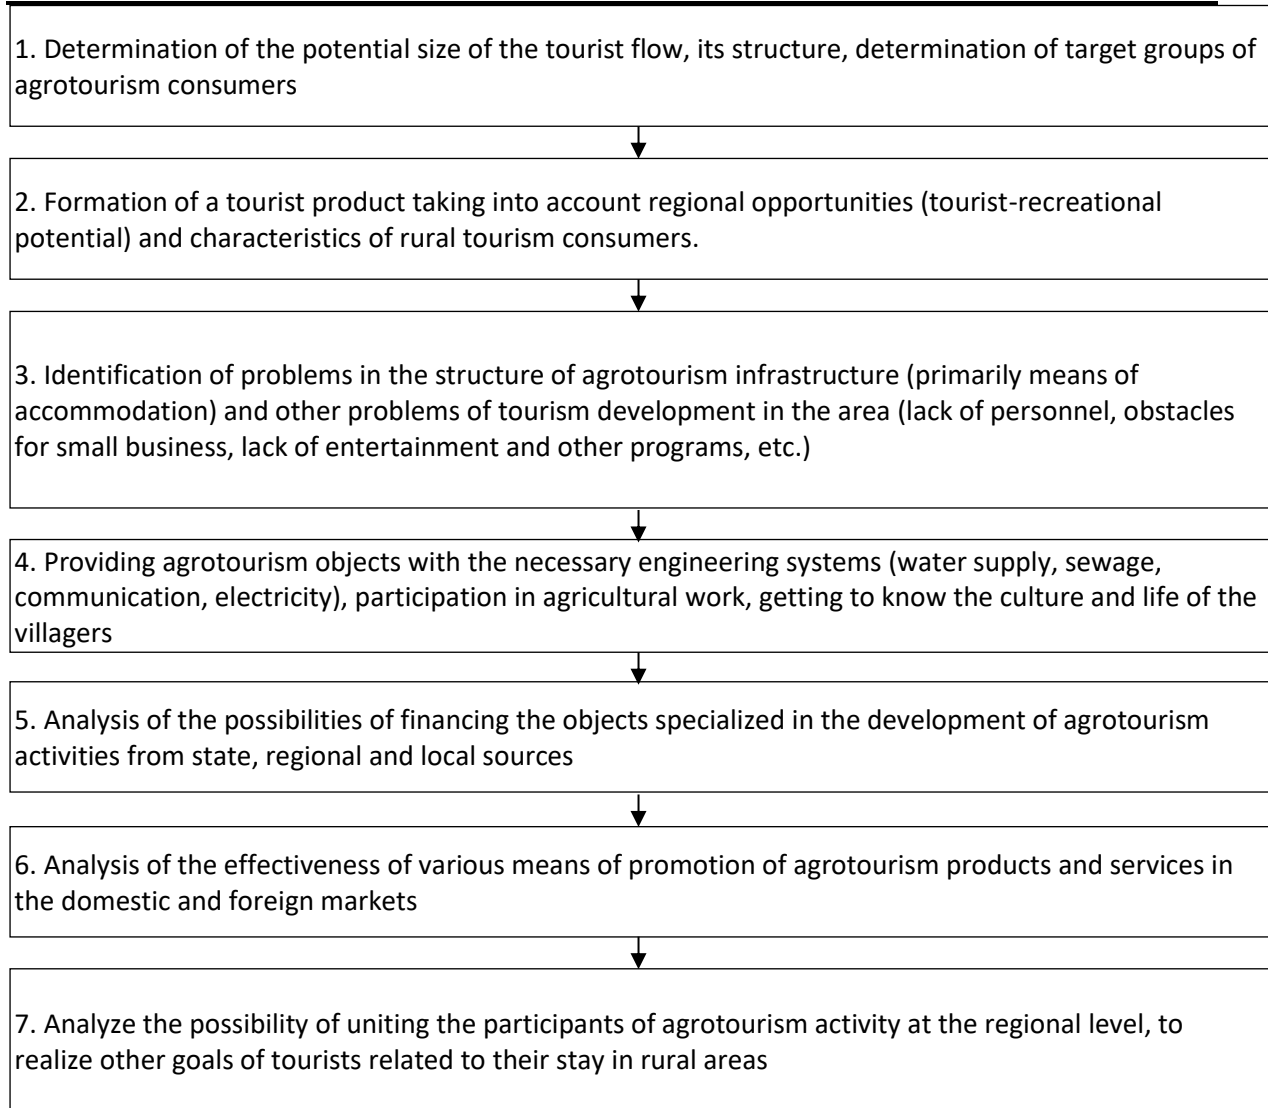 1. Determination of the potential size of the tourist flow, its structure, determination of target groups of
agrotourism consumers
2. Formation of a tourist product taking into account regional opportunities (tourist-recreational
potential) and characteristics of rural tourism consumers.
3. Identification of problems in the structure of agrotourism infrastructure (primarily means of
accommodation) and other problems of tourism development in the area (lack of personnel, obstacles
for small business, lack of entertainment and other programs, etc.)
4. Providing agrotourism objects with the necessary engineering systems (water supply, sewage,
communication, electricity), participation in agricultural work, getting to know the culture and life of the
villagers
5. Analysis of the possibilities of financing the objects specialized in the development of agrotourism
activities from state, regional and local sources
6. Analysis of the effectiveness of various means of promotion of agrotourism products and services in
the domestic and foreign markets
7. Analyze the possibility of uniting the participants of agrotourism activity at the regional level, to
realize other goals of tourists related to their stay in rural areas